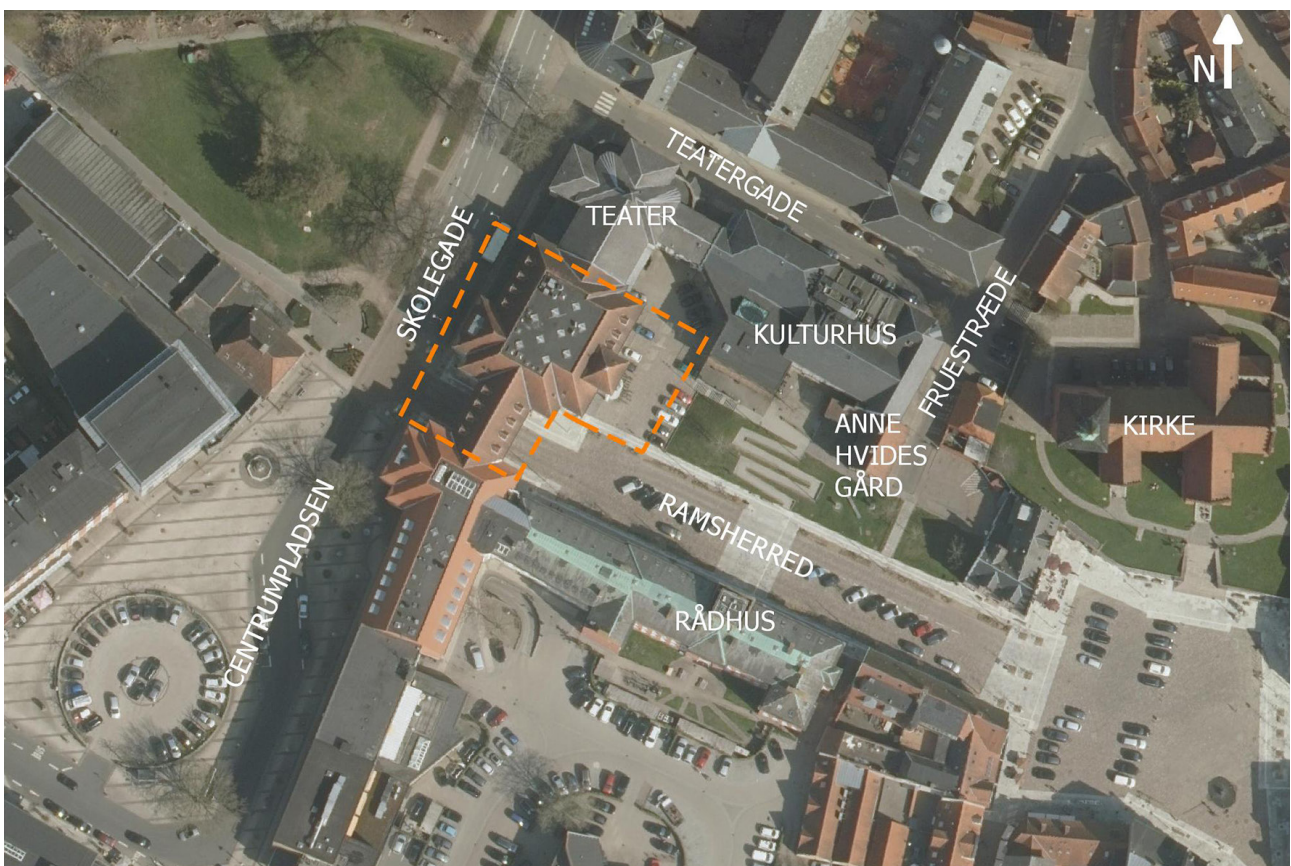 N
TEATERGADE
TEATER
SKOLEGADE
KULTURHUS
FRUESTRÆDE
ANNE
HVIDES
GÅRD
KIRKE
RAMSHERRED
CENTRUMPLADSEN
RÅDHUS